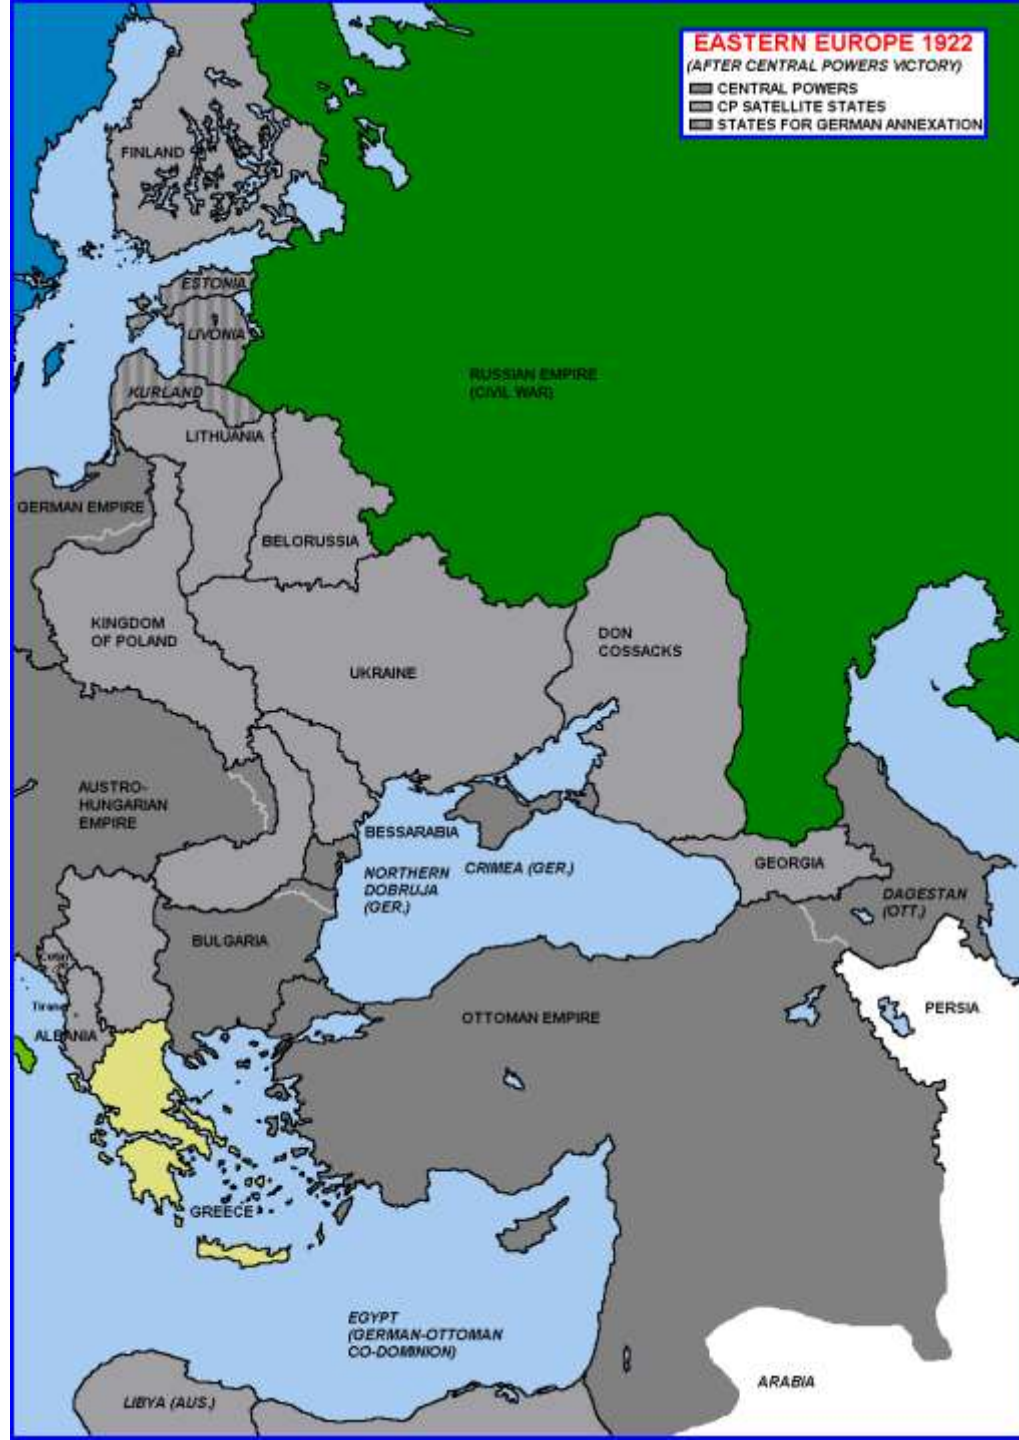 EASTERN EUROPE 1922
(AFTER CENTRAL POWERS VICTORY)
CENTRAL POWERS
CP SATELLITE STATES
STATES FOR GERMAN ANNEXATION
FINLAND
ESTONIA
LIVONIA
RUSSIAN EMPIRE
(CIVIL WAR)
KURLAND
LITHUANIA
GERMAN EMPIRE
BELORUSSIA
KINGDOM
OF POLAND
DON
COSSACKS
UKRAINE
AUSTRO-
HUNGARIAN
EMPIRE
BESSARABIA
CRIMEA (GER.)
GEORGIA
NORTHERN
DOBRUJA
(GER.)
DAGESTAN
(OTT.)
BULGARIA
Tirane
ALBANIA
OTTOMAN EMPIRE
PERSIA
GREECE
EGYPT
(GERMAN-OTTOMAN
CO-DOMINION)
ARABIA
LIBYA (AUS.)